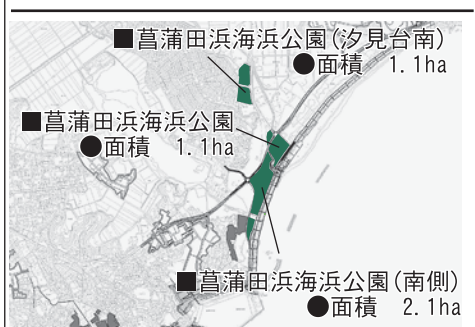 ■菖蒲田浜海浜公園(汐見台南)
●面積 1.1ha
■菖蒲田浜海浜公園
●面積 1.1ha
■菖蒲田浜海浜公園(南側)
●面積 2.1ha